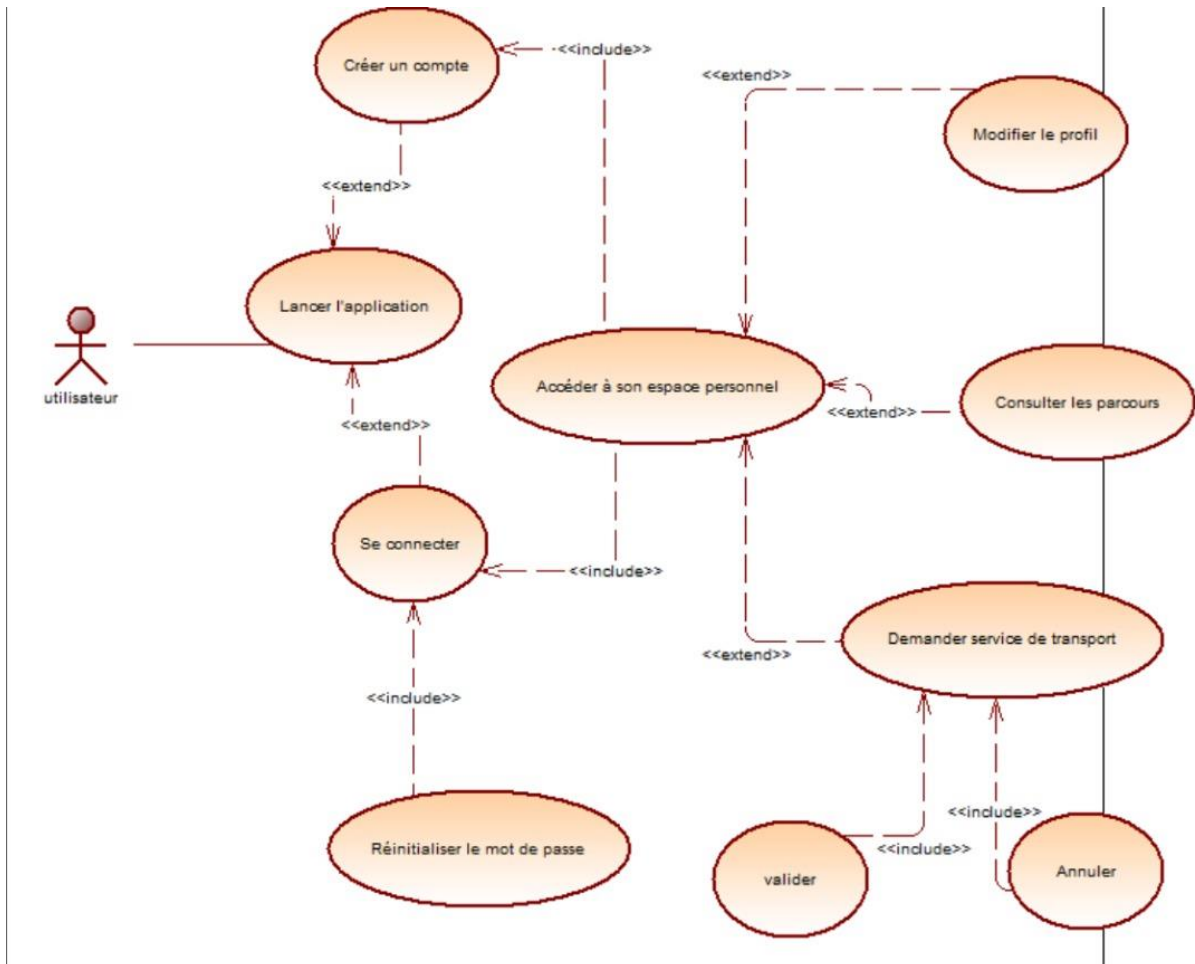 Créer un compte
<<include>>
<<extend>>
Modifier le profil
<<extend>>
Lancer l'application
utilisateur
Accéder à son espace personnel
Consulter les parcours
<<extend>>
<<extend>>
Se connecter
<<include>>
Demander service de transport
<<extend>>
<<include>>
<<include>>
<<include>>
Réinitialiser le mot de passe
valider
Annuler